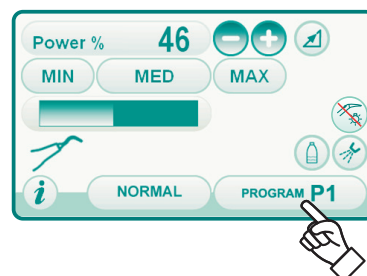 Power % 46 - +
MIN MED MAX
i NORMAL PROGRAM P1